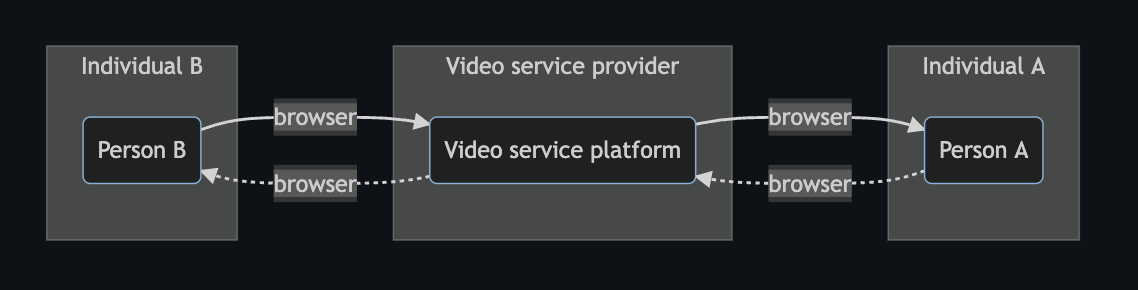 Individual B
Video service provider
Individual A
browser
browser
Person B
Video service platform
Person A
browser
browser